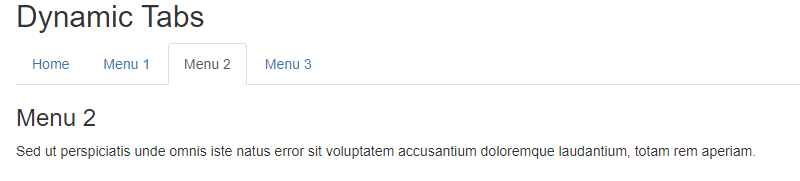 Dynamic Tabs
Home Menu 1 Menu 2 Menu 3
Menu 2
Sed ut perspiciatis unde omnis iste natus error sit voluptatem accusantium doloremque laudantium, totam rem aperiam.